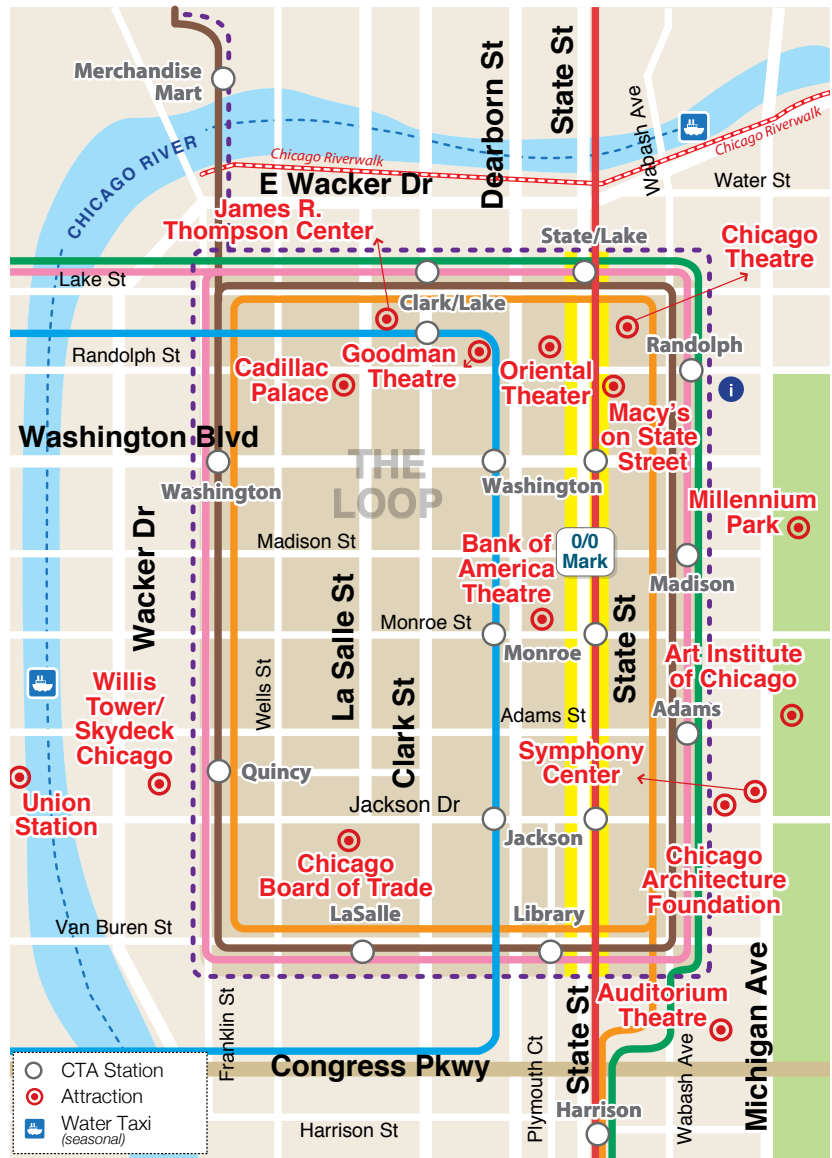 Merchandise
Mart
State St
Dearborn St
Wabash Ave
CHICAGO RIVER
Chicago Riverwalk
Chicago Riverwalk
E Wacker Dr
Water St
James R.
Thompson Center
State/Lake
Chicago
Theatre
Lake St
Clark/Lake
Randolph St
Goodman
Theatre
Cadillac
Palace
Oriental
Theater
Randolph
i
Macy's
on State
Street
Washington Blvd
THE
LOOP
Washington
Washington
Millennium
Park
Wacker Dr
Madison St
Bank of
America
Theatre
0/0
Mark
Madison
La Salle St
Monroe St
Monroe
State St
Art Institute
of Chicago
Willis
Tower/
Skydeck
Chicago
Wells St
Clark St
Adams St
Adams
Symphony
Center
Quincy
Union
Station
Jackson Dr
Jackson
Chicago
Board of Trade
Chicago
Architecture
Foundation
LaSalle
Library
Van Buren St
Franklin St
Auditorium
Theatre
State St
Plymouth Ct
Wabash Ave
Michigan Ave
Congress Pkwy
Harrison
Harrison St
CTA Station
Attraction
Water Taxi
(seasonal)